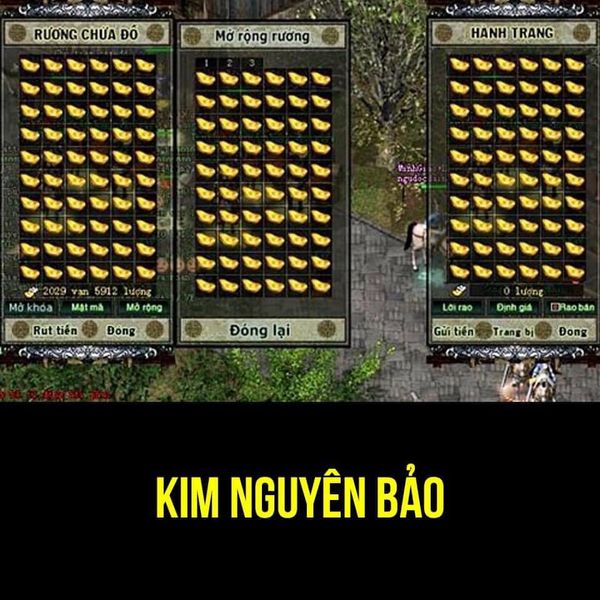 RƯƠNG CHỨA ĐỒ
Mở rộng rương
HÀNH TRANG
1 2 3
2029 vạn 5912 lượng
0 lượng
Mở khóa Mật mã Mở rộng
Lời rao Định giá Rao bán
Rút tiền Đóng
Đóng lại
Gửi tiền Trang bị Đóng
KIM NGUYÊN BẢO